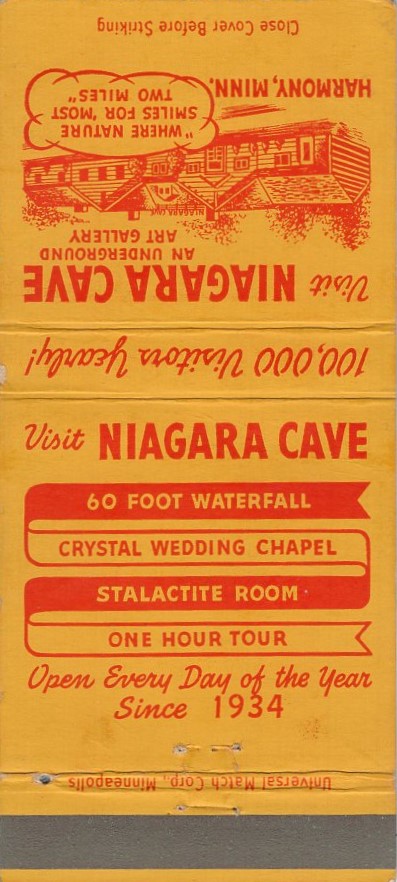 Close Cover Before Striking
HARMONY, MINN.
"WHERE NATURE
SMILES FOR 'MOST
TWO MILES"
NIAGARA CAVE
AN UNDERGROUND
ART GALLERY
Visit NIAGARA CAVE
100,000 Visitors Yearly!
Visit NIAGARA CAVE
60 FOOT WATERFALL
CRYSTAL WEDDING CHAPEL
STALACTITE ROOM
ONE HOUR TOUR
Open Every Day of the Year
Since 1934
Universal Match Corp., Minneapolis